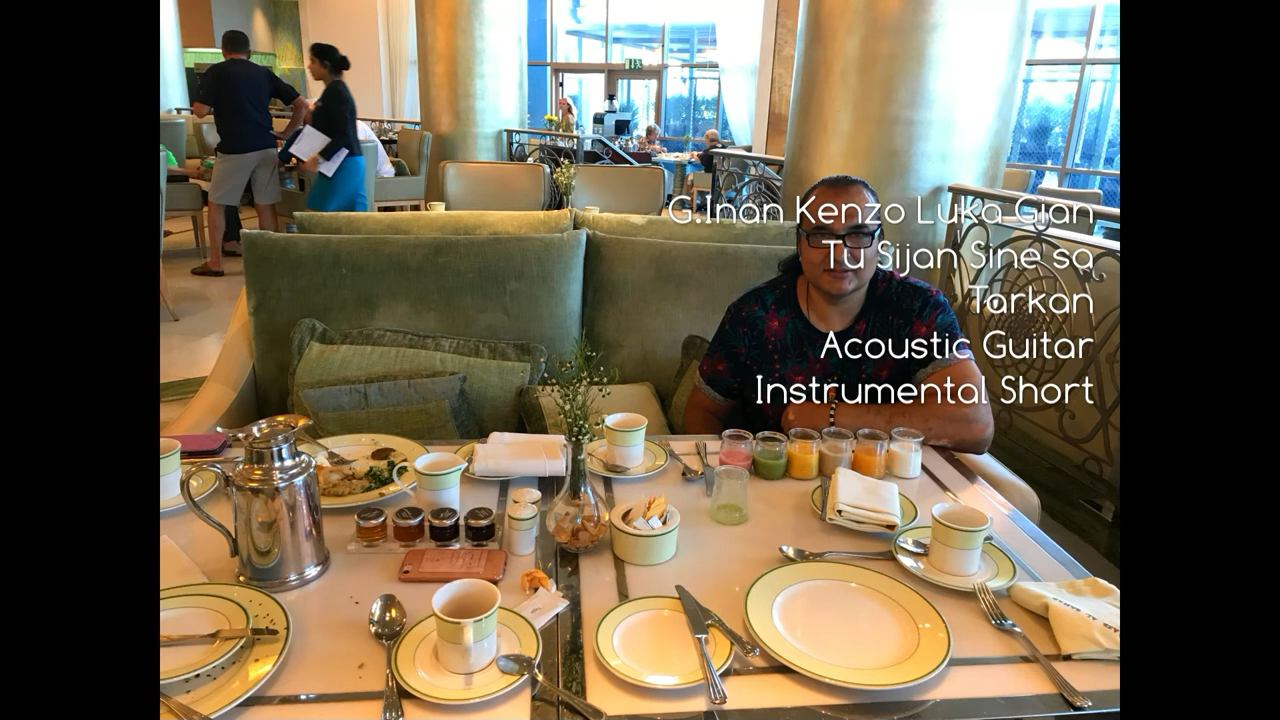 G.Inan Kenzo Luka Gian
Tu Sijan Sine sa
Tarkan
Acoustic Guitar
Instrumental Short